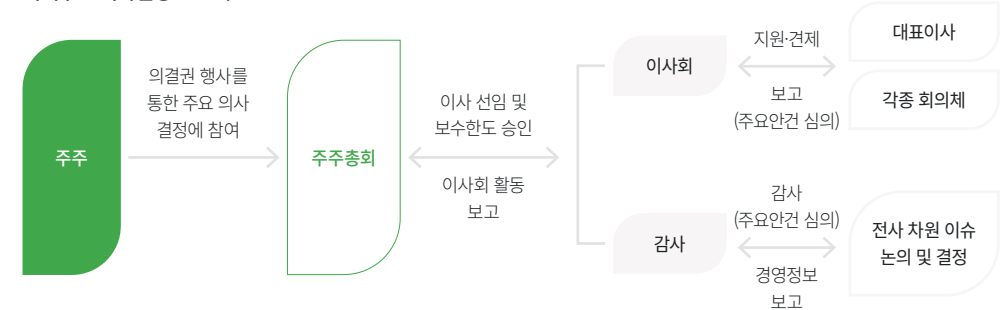 주주
의결권 행사를
통한 주요 의사
결정에 참여
주주총회
이사 선임 및
보수한도 승인
이사회 활동
보고
이사회
지원·견제
보고
(주요안건 심의)
대표이사
각종 회의체
감사
감사
(주요안건 심의)
경영정보
보고
전사 차원 이슈
논의 및 결정